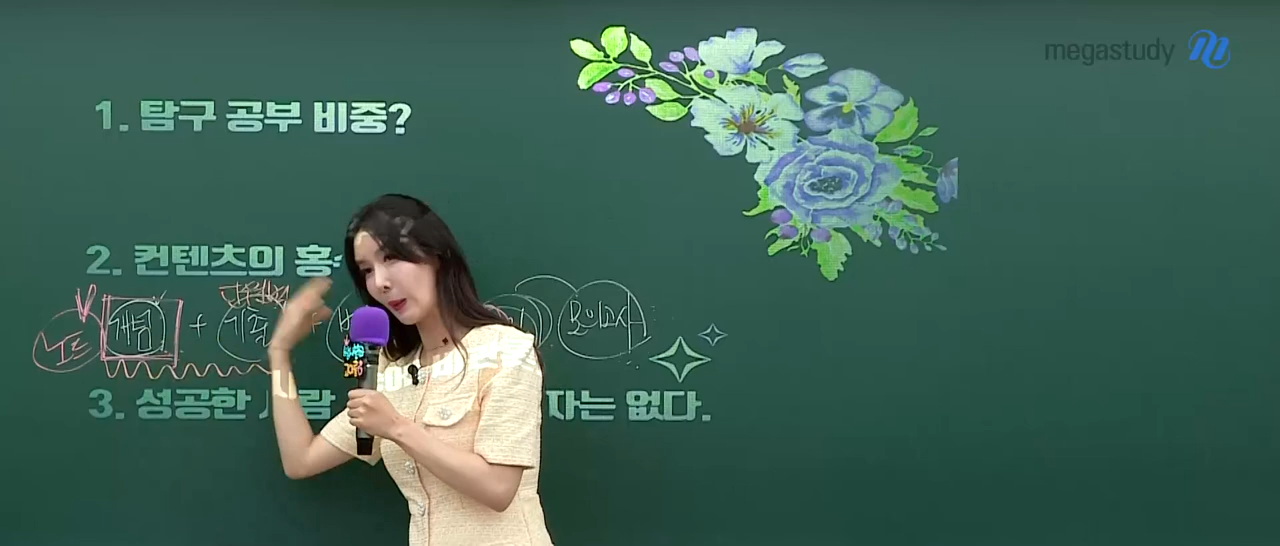 megastudy
1. 탐구 공부 비중?
2. 컨텐츠의 홍
노트 개념 + 기출 + 모의고사
3. 성공한 사람 자는 없다.